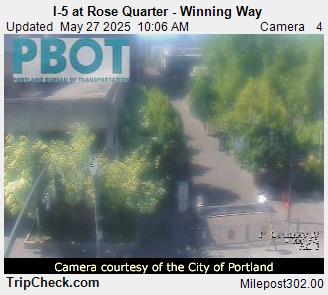 I-5 at Rose Quarter - Winning Way
Updated May 27 2025 10:06 AM Camera 4
PBOT
PORTLAND BUREAU OF TRANSPORTATION
Camera courtesy of the City of Portland
TripCheck.com Milepost302.00